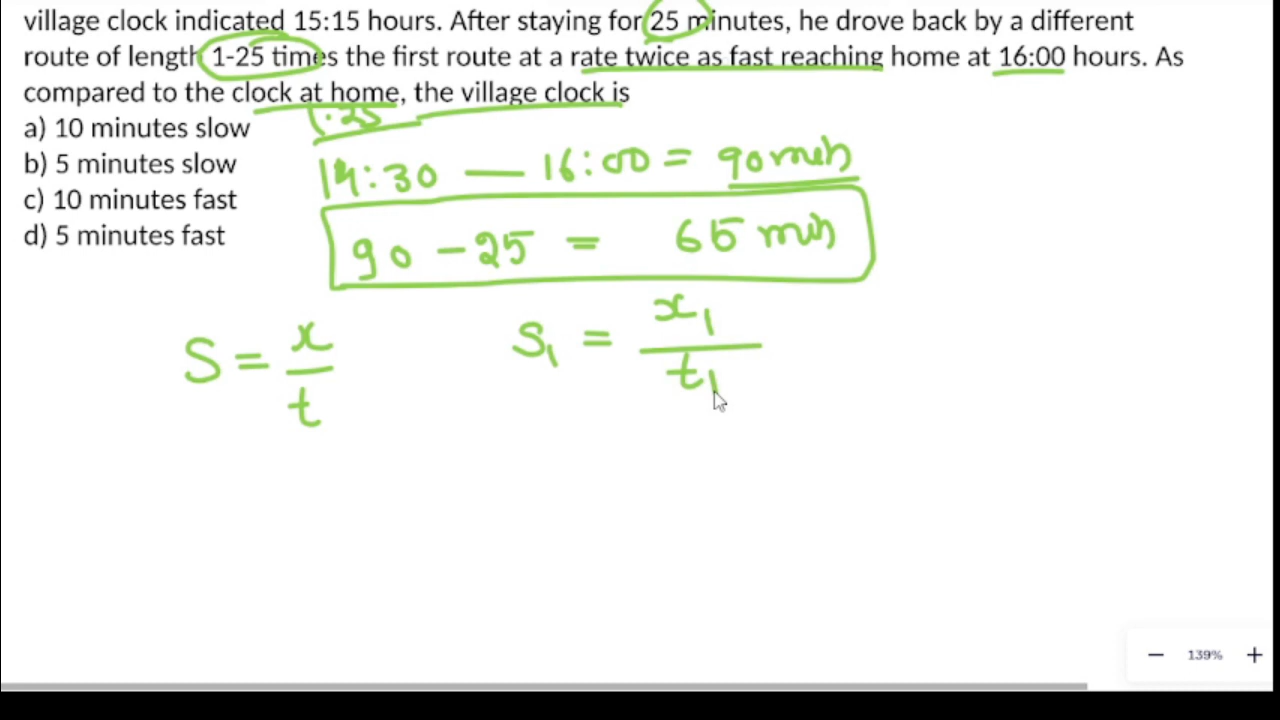 village clock indicated 15:15 hours. After staying for 25 minutes, he drove back by a different
route of length 1-25 times the first route at a rate twice as fast reaching home at 16:00 hours. As
compared to the clock at home, the village clock is
a) 10 minutes slow
1.25
b) 5 minutes slow
14:30 — 16:00 = 90 min
c) 10 minutes fast
d) 5 minutes fast
90 - 25 = 65 min
S = x/t S1 = x1/t1
139%